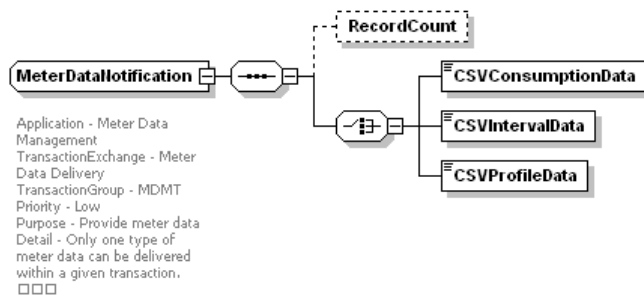 RecordCount
MeterDataNotification
CSVConsumptionData
CSVIntervalData
CSVProfileData
Application - Meter Data
Management
TransactionExchange - Meter
Data Delivery
TransactionGroup - MDMT
Priority - Low
Purpose - Provide meter data
Detail - Only one type of
meter data can be delivered
within a given transaction.
□□□